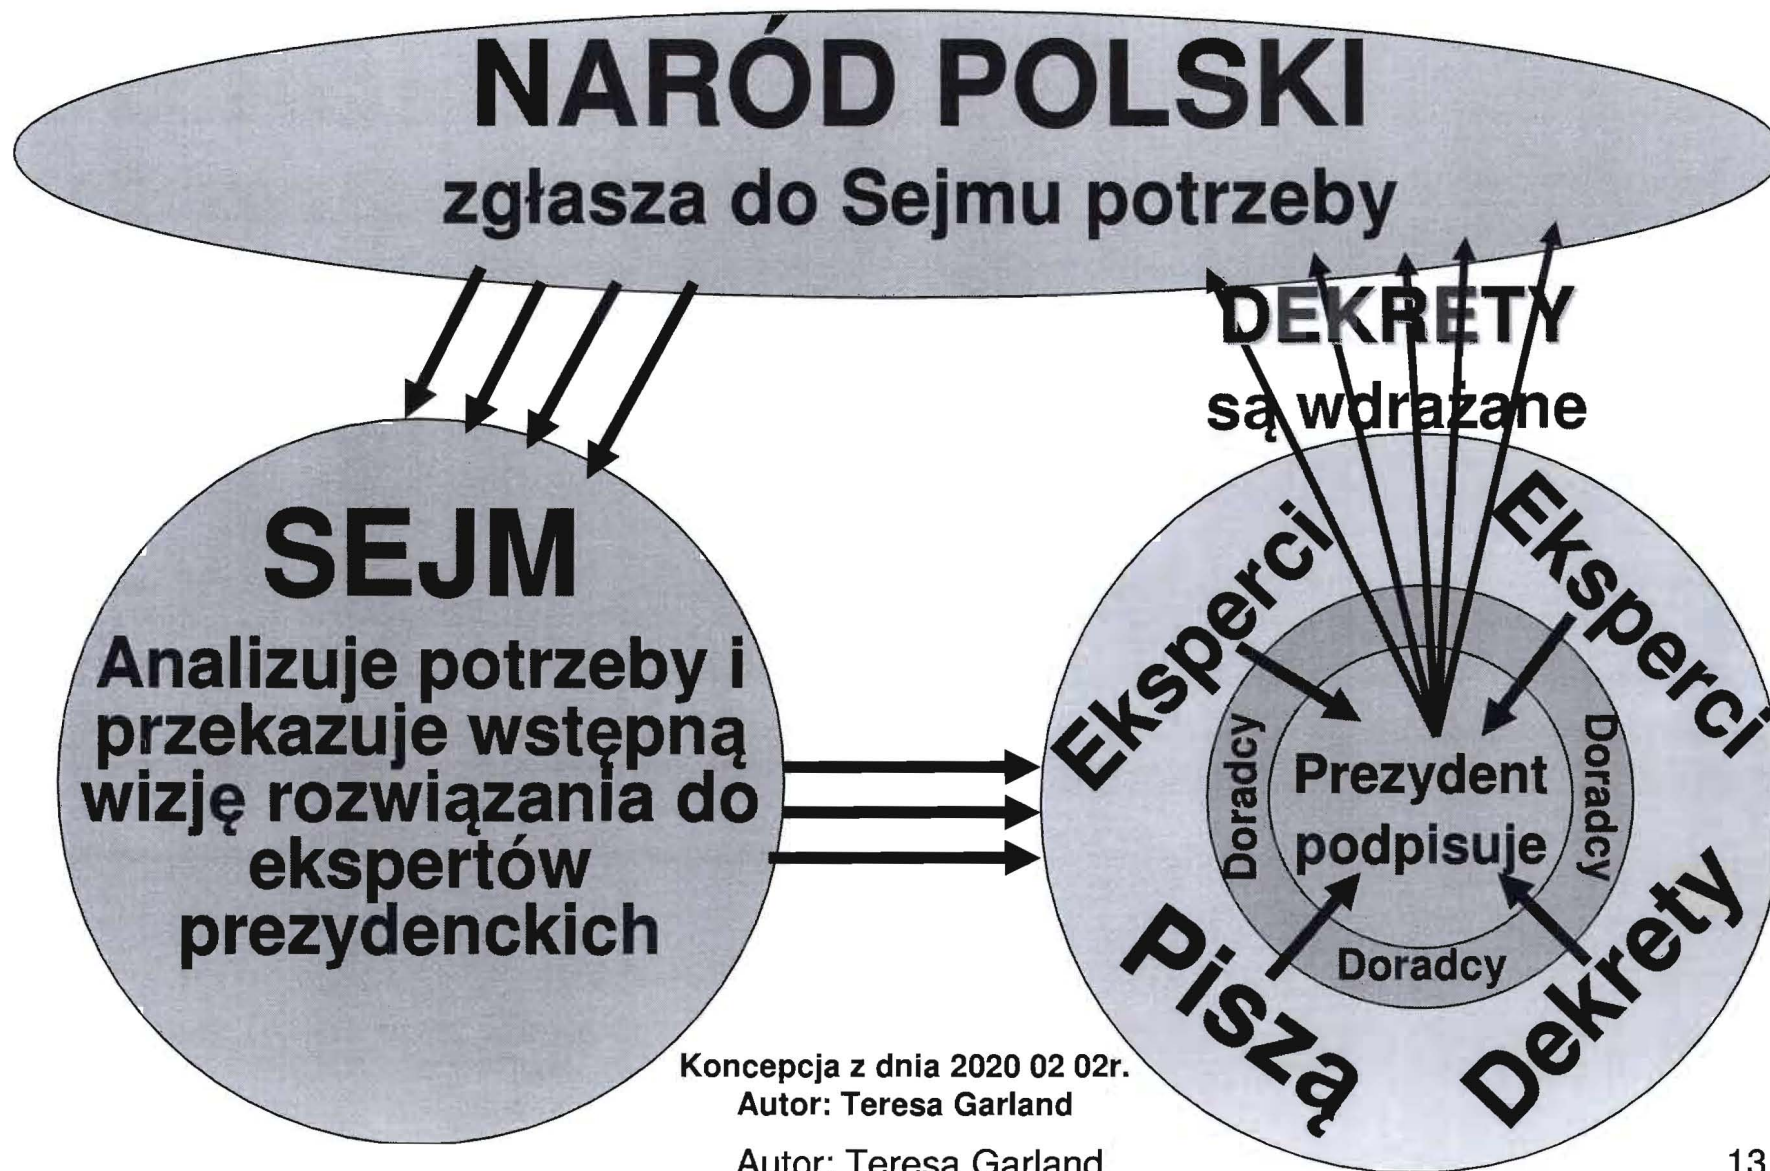 NARÓD POLSKI
zgłasza do Sejmu potrzeby
DEKRETY
są wdrażane
SEJM
Analizuje potrzeby i
przekazuje wstępną
wizję rozwiązania do
ekspertów
prezydenckich
Eksperci
Eksperci
Doradcy
Prezydent
podpisuje
Doradcy
Doradcy
Piszą
Dekrety
Koncepcja z dnia 2020 02 02r.
Autor: Teresa Garland
Autor: Teresa Garland
13